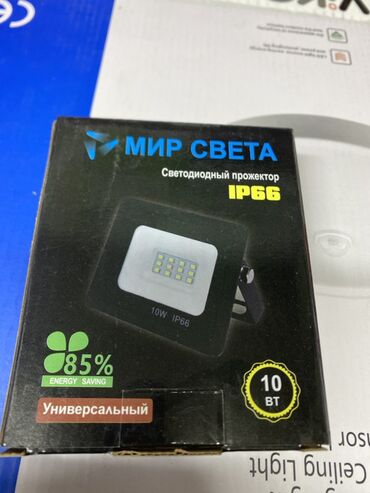 МИР СВЕТА
Светодиодный прожектор
IP66
10W IP66
85%
ENERGY SAVING
Универсальный
10
ВТ
Ceiling Light